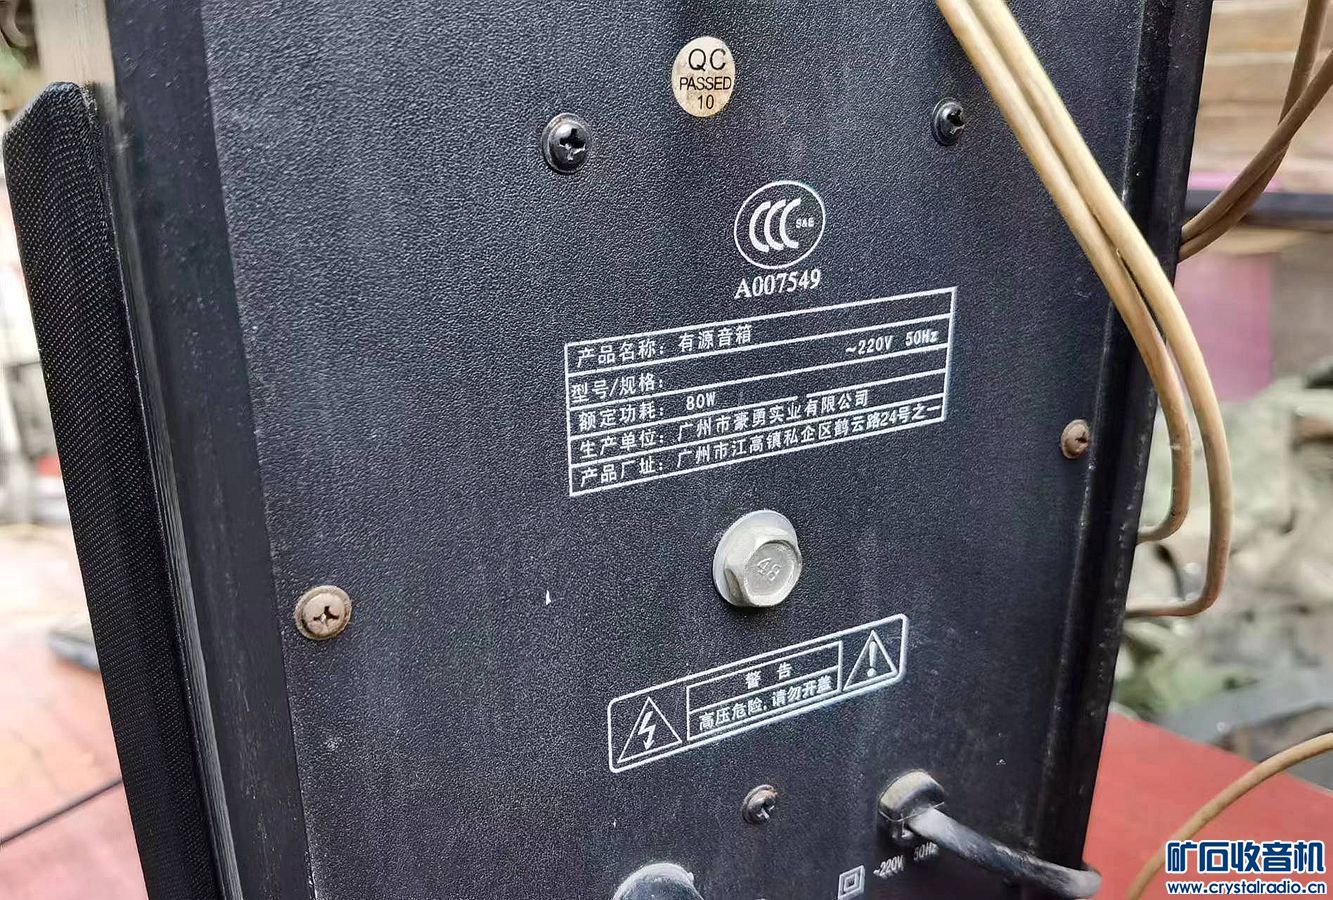 QC
PASSED
10
CCC S&E
A007549
产品名称: 有源音箱
型号/规格: ~220V 50Hz
额定功耗: 80W
生产单位: 广州市豪勇实业有限公司
产品厂址: 广州市江高镇私企区鹤云路24号之一
48
警告
高压危险,请勿开盖
~220V 50Hz
矿石收音机
www.crystalradio.cn